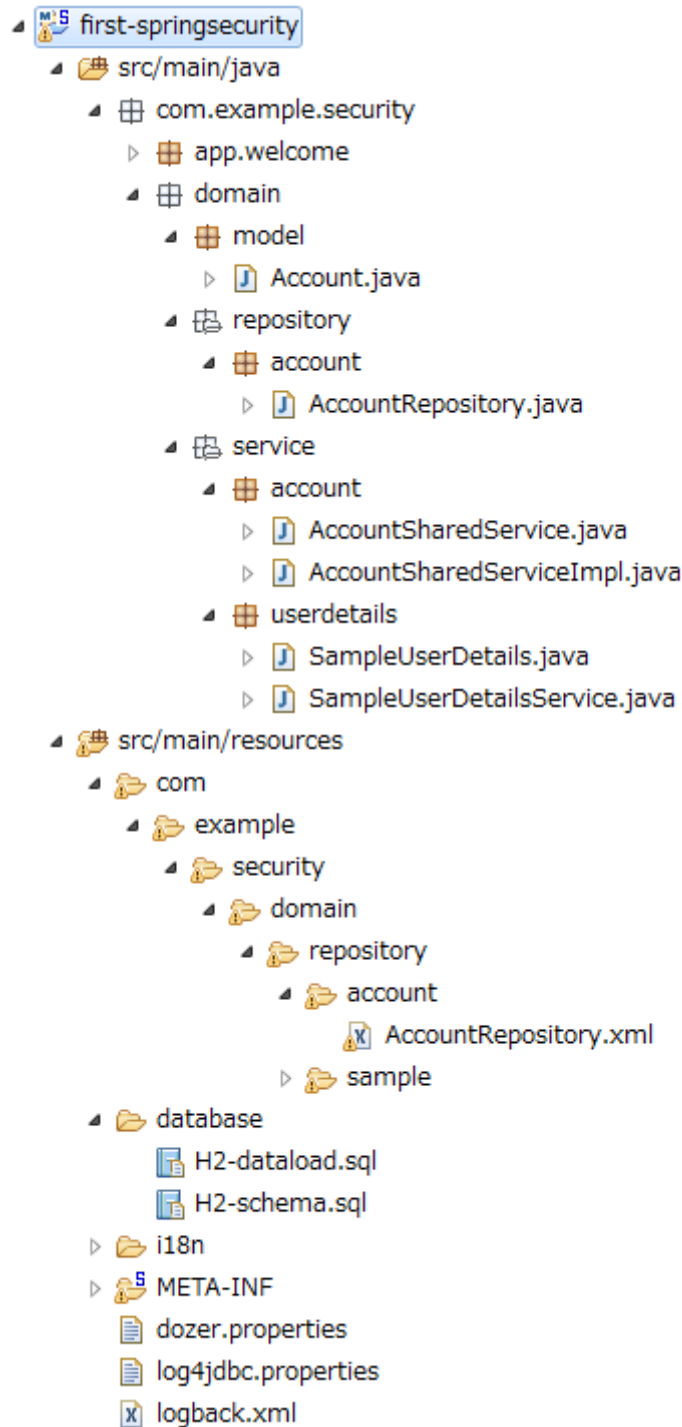 first-springsecurity
src/main/java
com.example.security
app.welcome
domain
model
Account.java
repository
account
AccountRepository.java
service
account
AccountSharedService.java
AccountSharedServiceImpl.java
userdetails
SampleUserDetails.java
SampleUserDetailsService.java
src/main/resources
com
example
security
domain
repository
account
AccountRepository.xml
sample
database
H2-dataload.sql
H2-schema.sql
i18n
META-INF
dozer.properties
log4jdbc.properties
logback.xml